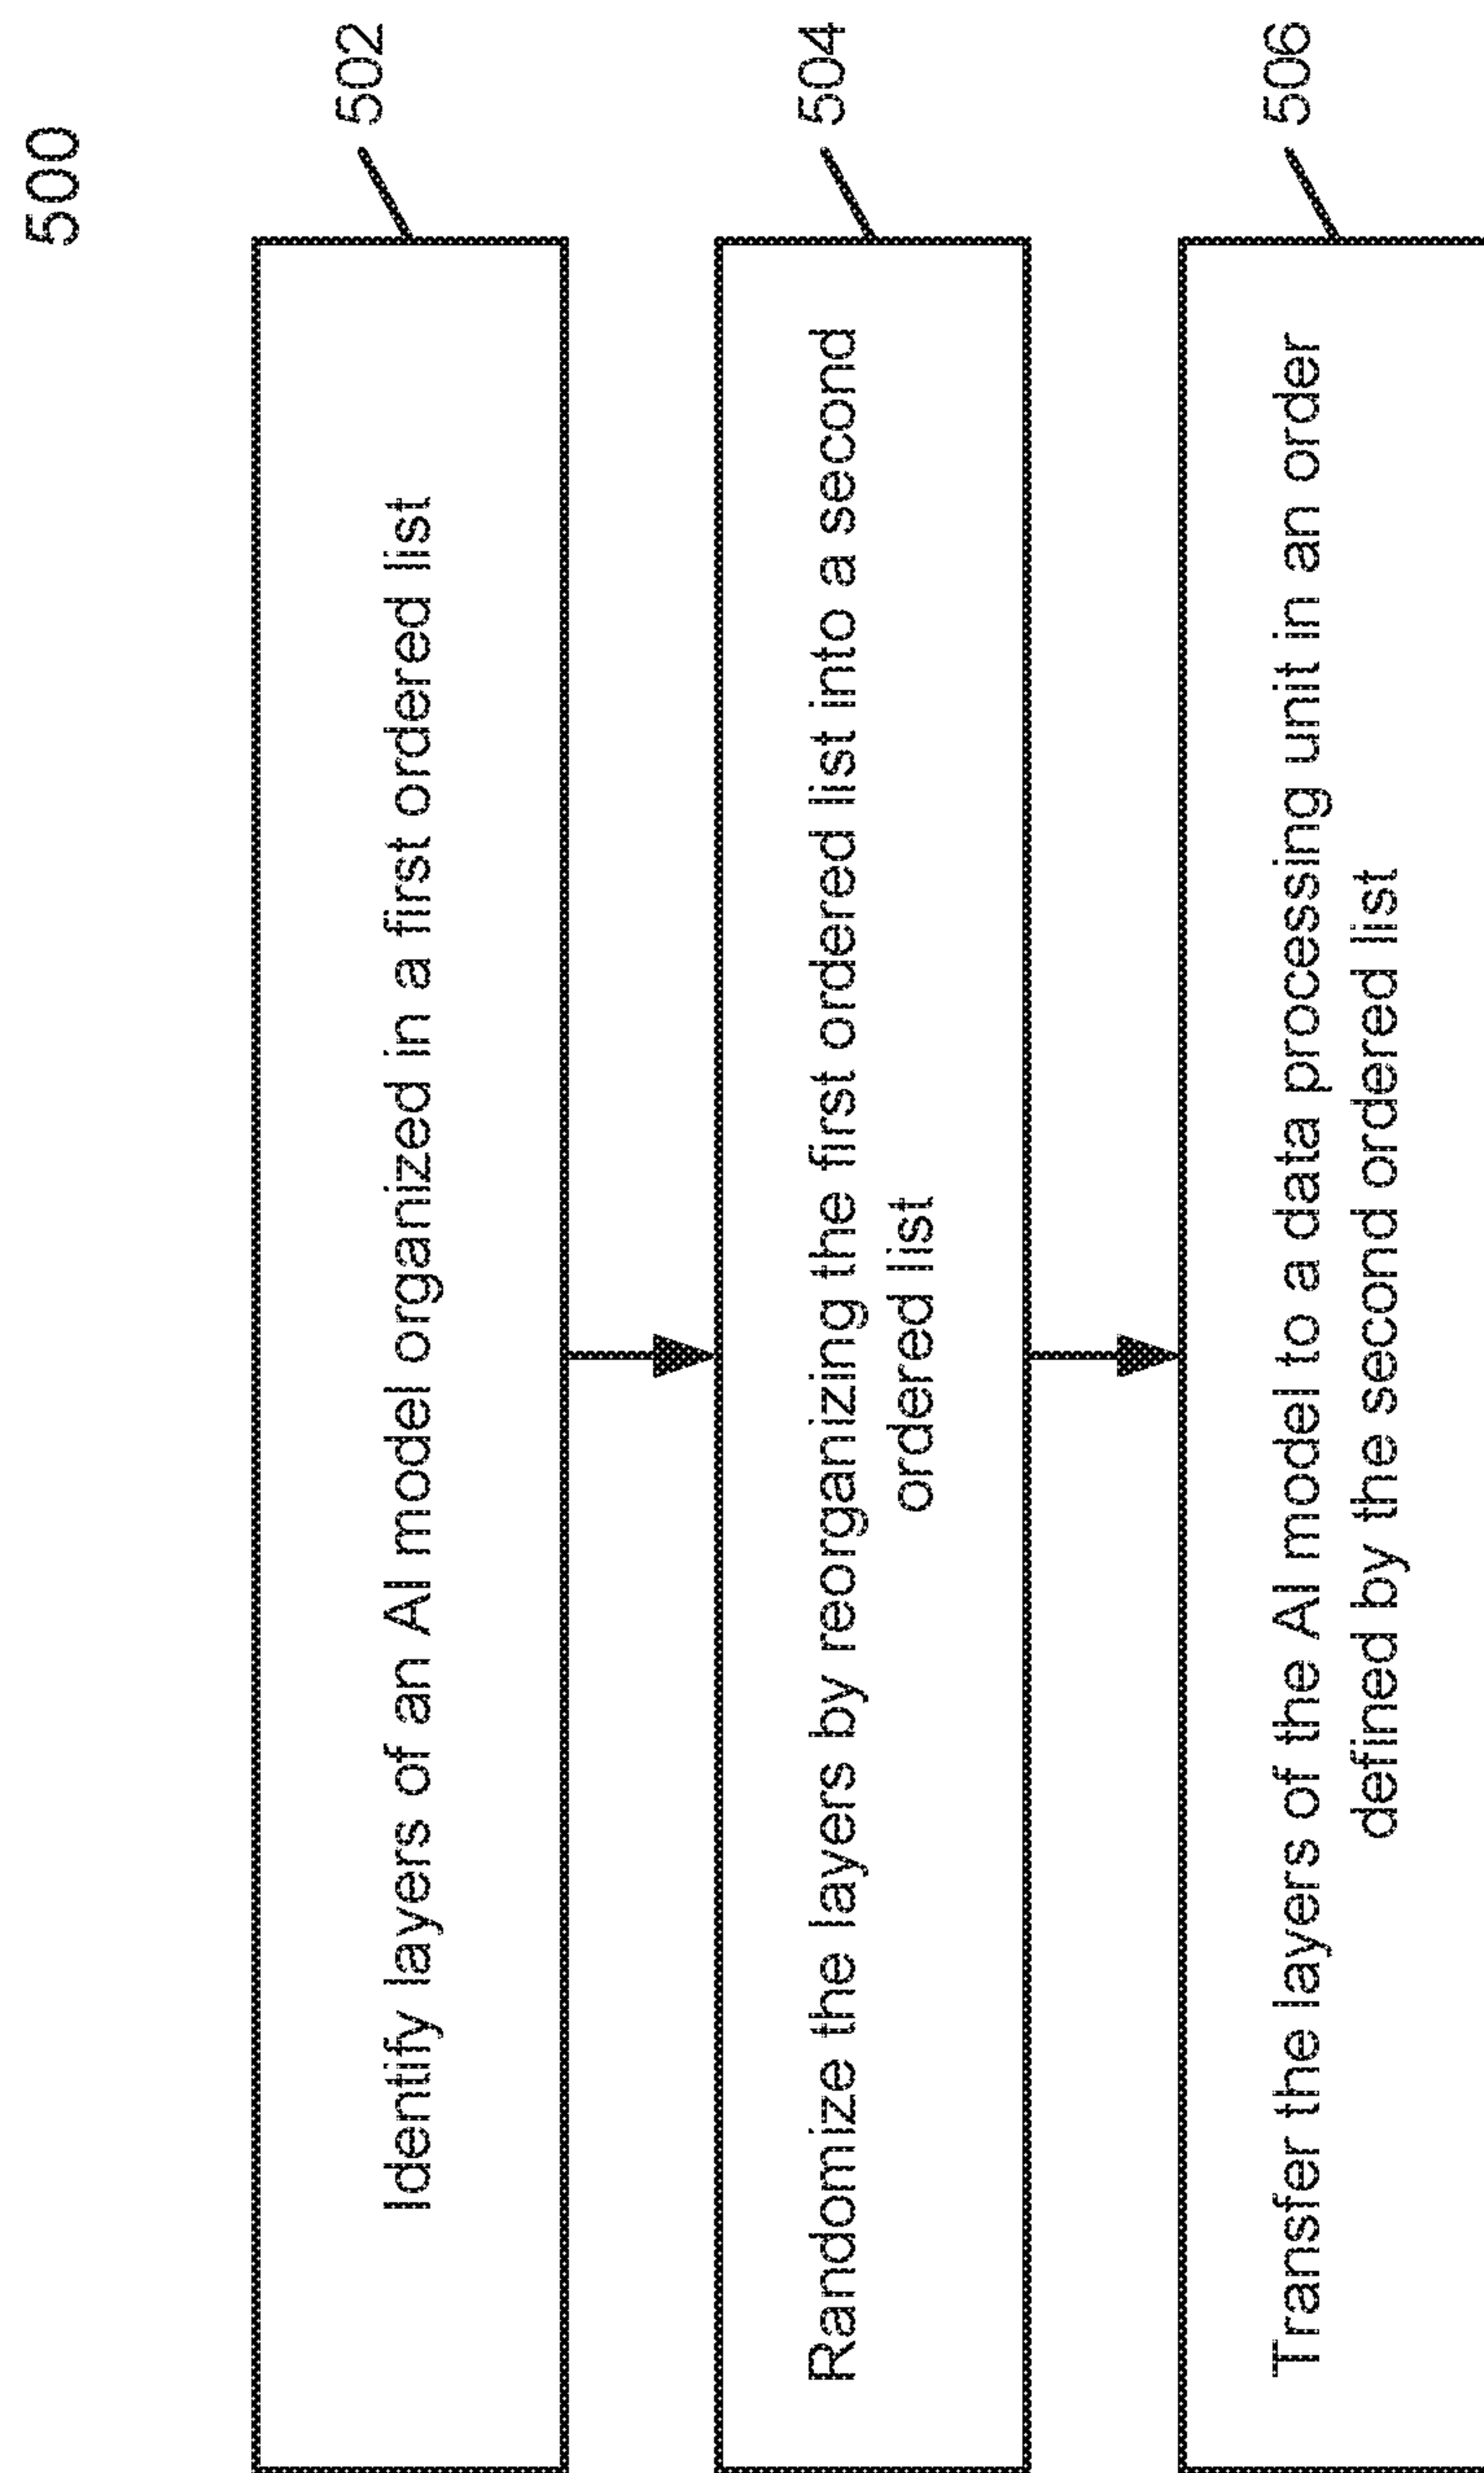 500
502
Identify layers of an AI model organized in a first ordered list
504
Randomize the layers by reorganizing the first ordered list into a second
ordered list
506
Transfer the layers of the AI model to a data processing unit in an order
defined by the second ordered list